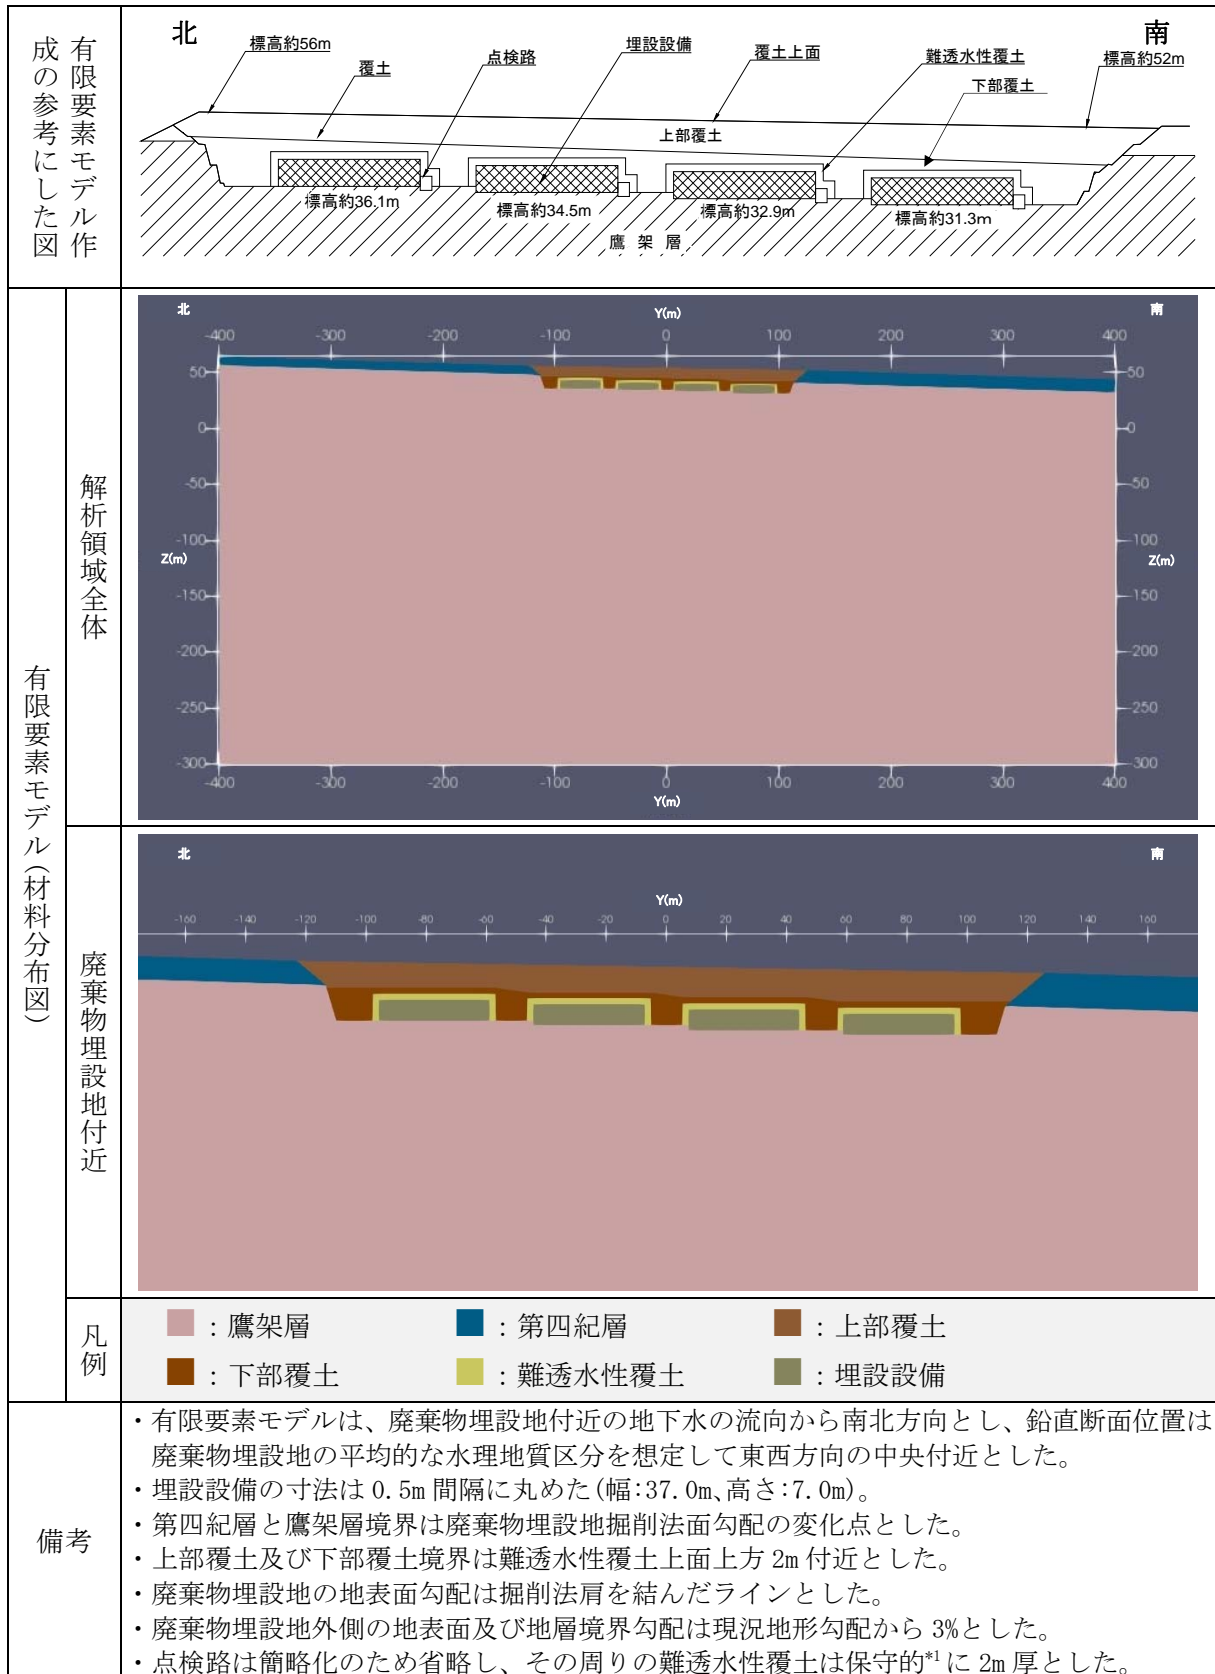 有限要素モデル作
成の参考にした図
北
南
標高約56m
覆土
点検路
埋設設備
覆土上面
難透水性覆土
標高約52m
下部覆土
上部覆土
標高約36.1m
標高約34.5m
標高約32.9m
標高約31.3m
鷹架層
有限要素モデル(材料分布図)
解析領域全体
北
Y(m)
南
-400 -300 -200 -100 0 100 200 300 400
50 50
0 0
-50 -50
-100 -100
Z(m) Z(m)
-150 -150
-200 -200
-250 -250
-300 -300
-400 -300 -200 -100 0 100 200 300 400
Y(m)
廃棄物埋設地付近
北
南
Y(m)
-160 -140 -120 -100 -80 -60 -40 -20 0 20 40 60 80 100 120 140 160
凡例
:鷹架層 :第四紀層 :上部覆土
:下部覆土 :難透水性覆土 :埋設設備
備考
・有限要素モデルは、廃棄物埋設地付近の地下水の流向から南北方向とし、鉛直断面位置は
廃棄物埋設地の平均的な水理地質区分を想定して東西方向の中央付近とした。
・埋設設備の寸法は 0.5m 間隔に丸めた(幅:37.0m、高さ:7.0m)。
・第四紀層と鷹架層境界は廃棄物埋設地掘削法面勾配の変化点とした。
・上部覆土及び下部覆土境界は難透水性覆土上面上方 2m 付近とした。
・廃棄物埋設地の地表面勾配は掘削法肩を結んだラインとした。
・廃棄物埋設地外側の地表面及び地層境界勾配は現況地形勾配から 3%とした。
・点検路は簡略化のため省略し、その周りの難透水性覆土は保守的*1に 2m 厚とした。